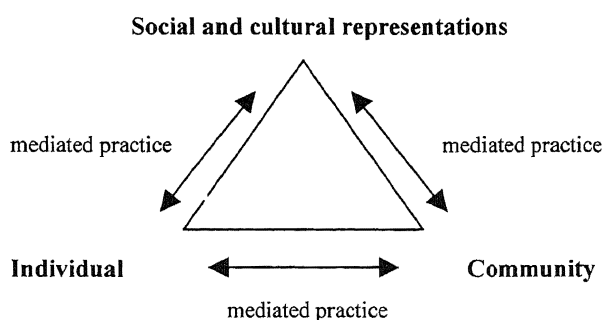 Social and cultural representations
mediated practice
mediated practice
Individual
Community
mediated practice